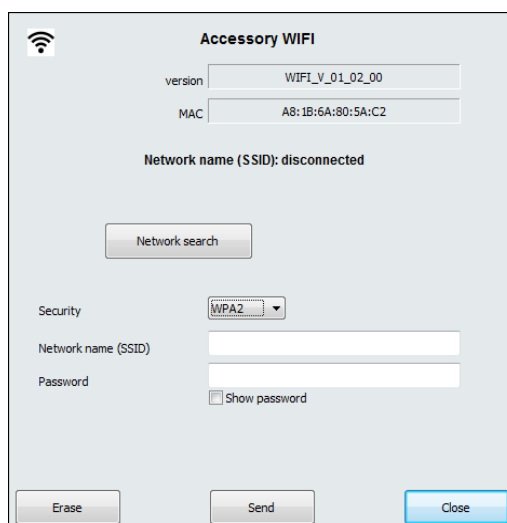 Accessory WIFI
version WIFI_V_01_02_00
MAC A8:1B:6A:80:5A:C2
Network name (SSID): disconnected
Network search
Security WPA2
Network name (SSID)
Password
Show password
Erase Send Close